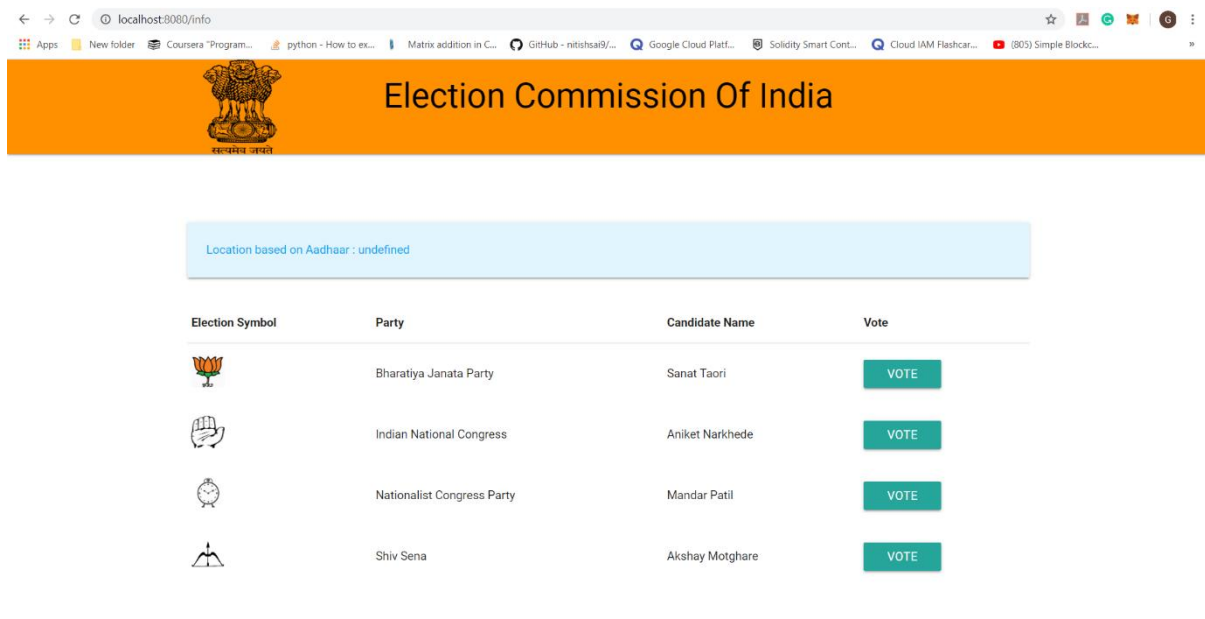 localhost:8080/info
G
Apps New folder Coursera "Program... python - How to ex... Matrix addition in C... GitHub - nitishsai9/... Google Cloud Platf... Solidity Smart Cont... Cloud IAM Flashcar... (805) Simple Blockc... »
सत्यमेव जयते
Election Commission Of India
Location based on Aadhaar : undefined
Election Symbol Party Candidate Name Vote
Bharatiya Janata Party Sanat Taori VOTE
Indian National Congress Aniket Narkhede VOTE
Nationalist Congress Party Mandar Patil VOTE
Shiv Sena Akshay Motghare VOTE